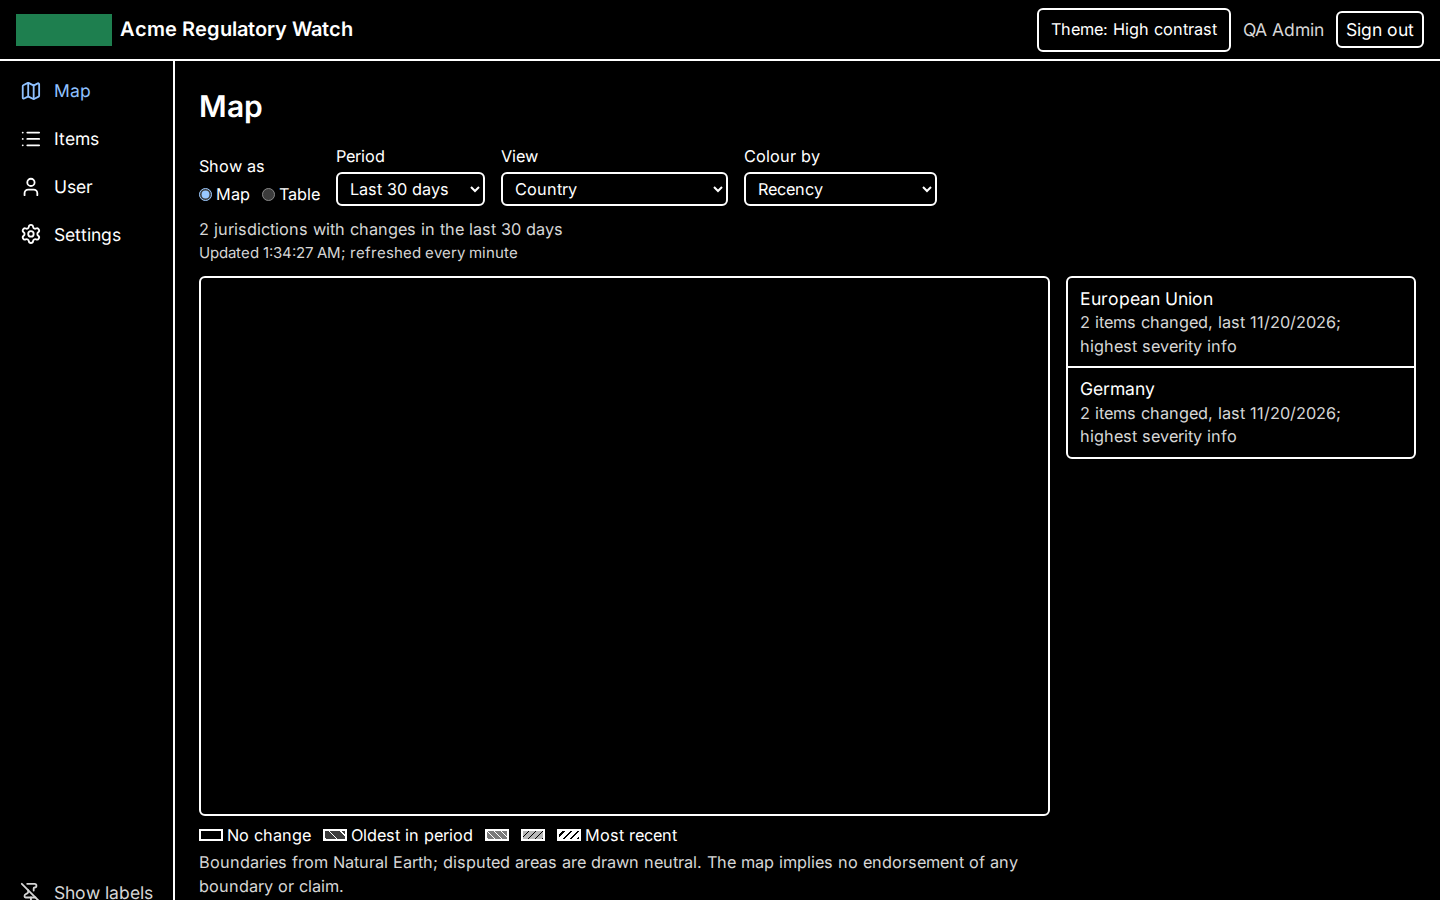 Acme Regulatory Watch
Theme: High contrast
QA Admin
Sign out
Map
Items
User
Settings
Show labels
Map
Show as
Map
Table
Period
Last 30 days
View
Country
Colour by
Recency
2 jurisdictions with changes in the last 30 days
Updated 1:34:27 AM; refreshed every minute
European Union
2 items changed, last 11/20/2026;
highest severity info
Germany
2 items changed, last 11/20/2026;
highest severity info
No change
Oldest in period
Most recent
Boundaries from Natural Earth; disputed areas are drawn neutral. The map implies no endorsement of any
boundary or claim.